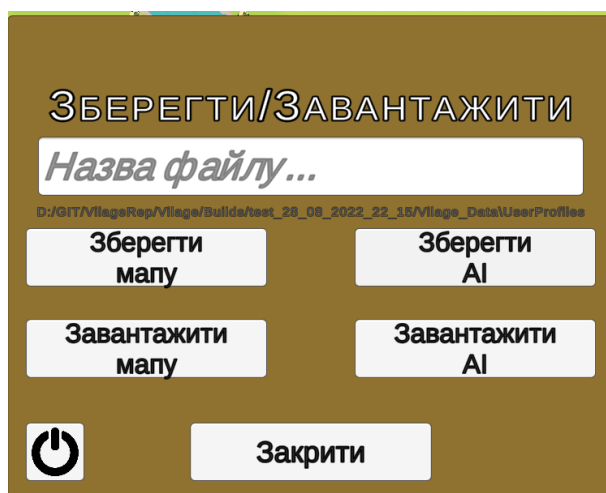 Зберегти/Завантажити
Назва файлу...
D:/GIT/VilageRep/Vilage/Builds/test_28_08_2022_22_15/Vilage_Data\UserProfiles
Зберегти
мапу
Зберегти
AI
Завантажити
мапу
Завантажити
AI
Закрити